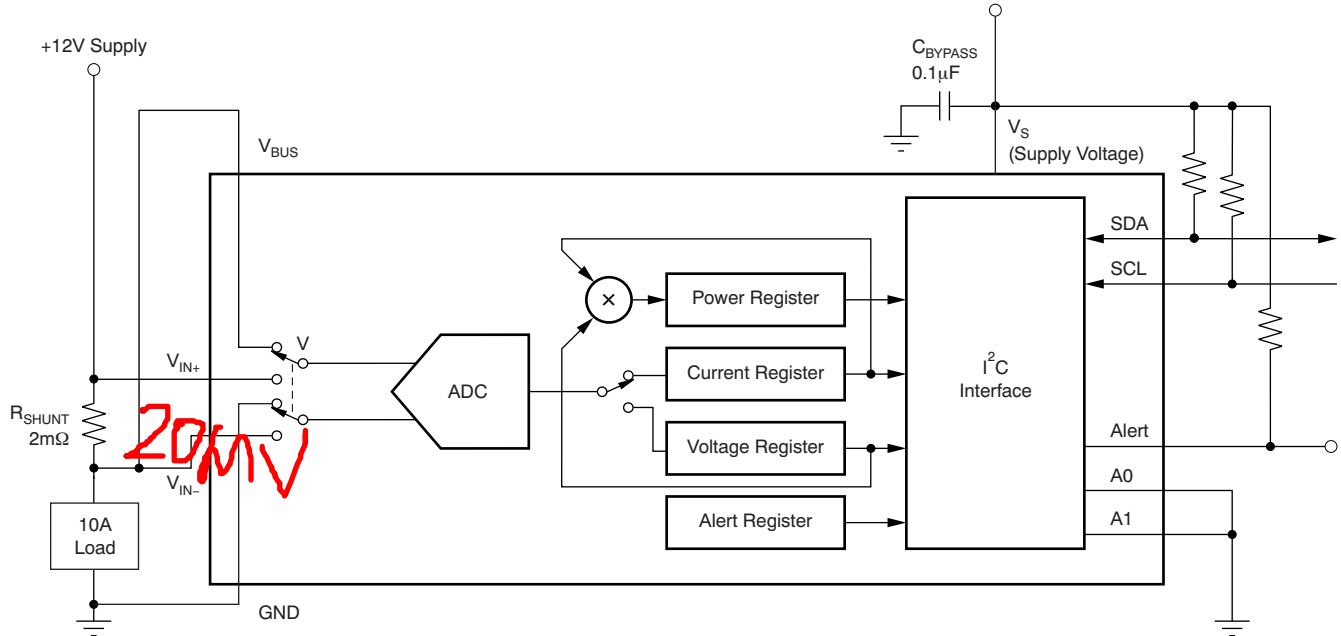 +12V Supply
C_BYPASS
0.1μF
V_S
(Supply Voltage)
V_BUS
SDA
SCL
Power Register
V
V_IN+
ADC
Current Register
I²C
Interface
R_SHUNT
2mΩ
20MV
Voltage Register
Alert
V_IN–
A0
10A
Load
Alert Register
A1
GND